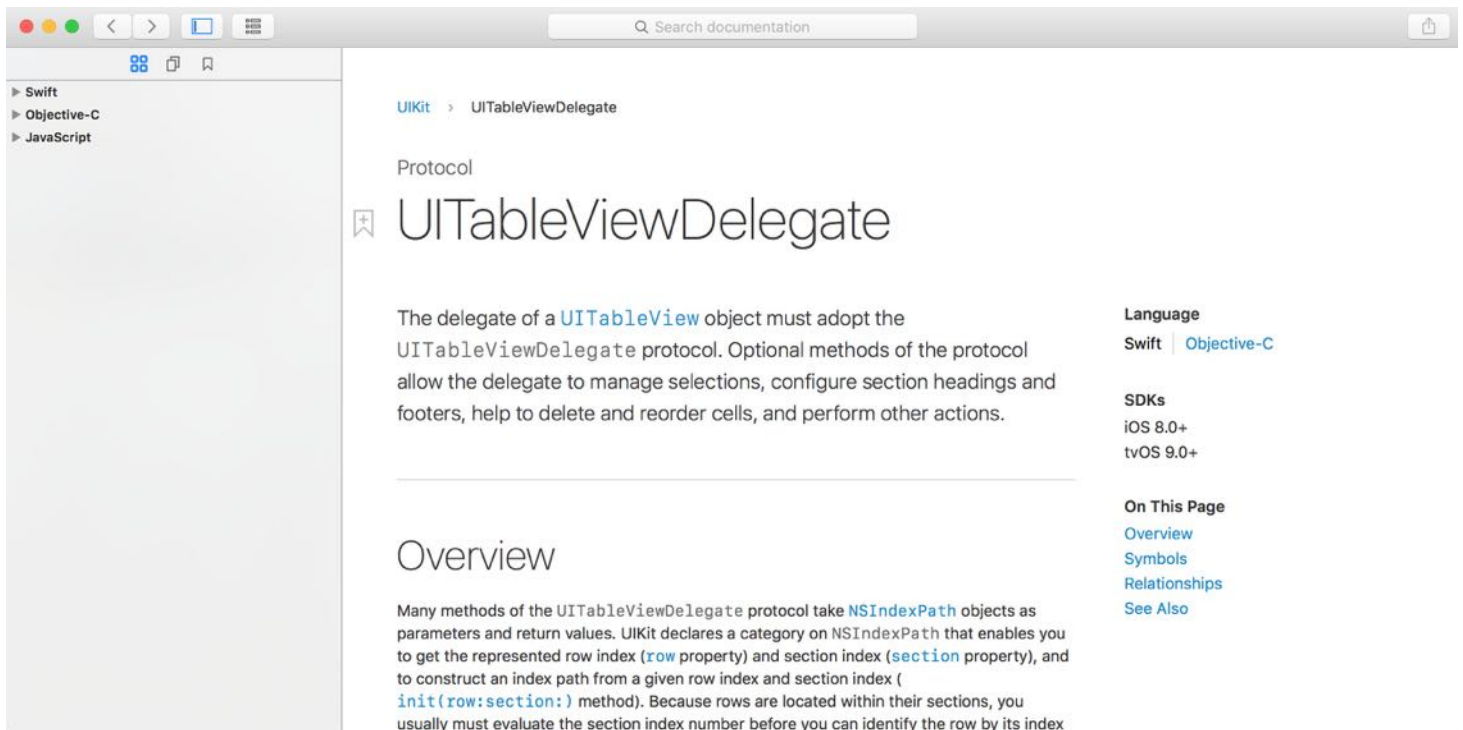 Search documentation
Swift
Objective-C
JavaScript
UIKit > UITableViewDelegate
Protocol
UITableViewDelegate
The delegate of a UITableView object must adopt the
UITableViewDelegate protocol. Optional methods of the protocol
allow the delegate to manage selections, configure section headings and
footers, help to delete and reorder cells, and perform other actions.
Language
Swift Objective-C
SDKs
iOS 8.0+
tvOS 9.0+
On This Page
Overview
Symbols
Relationships
See Also
Overview
Many methods of the UITableViewDelegate protocol take NSIndexPath objects as
parameters and return values. UIKit declares a category on NSIndexPath that enables you
to get the represented row index (row property) and section index (section property), and
to construct an index path from a given row index and section index (
init(row:section:) method). Because rows are located within their sections, you
usually must evaluate the section index number before you can identify the row by its index